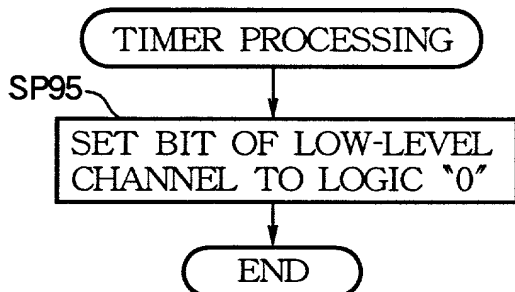 TIMER PROCESSING
SP95
SET BIT OF LOW-LEVEL
CHANNEL TO LOGIC "0"
END